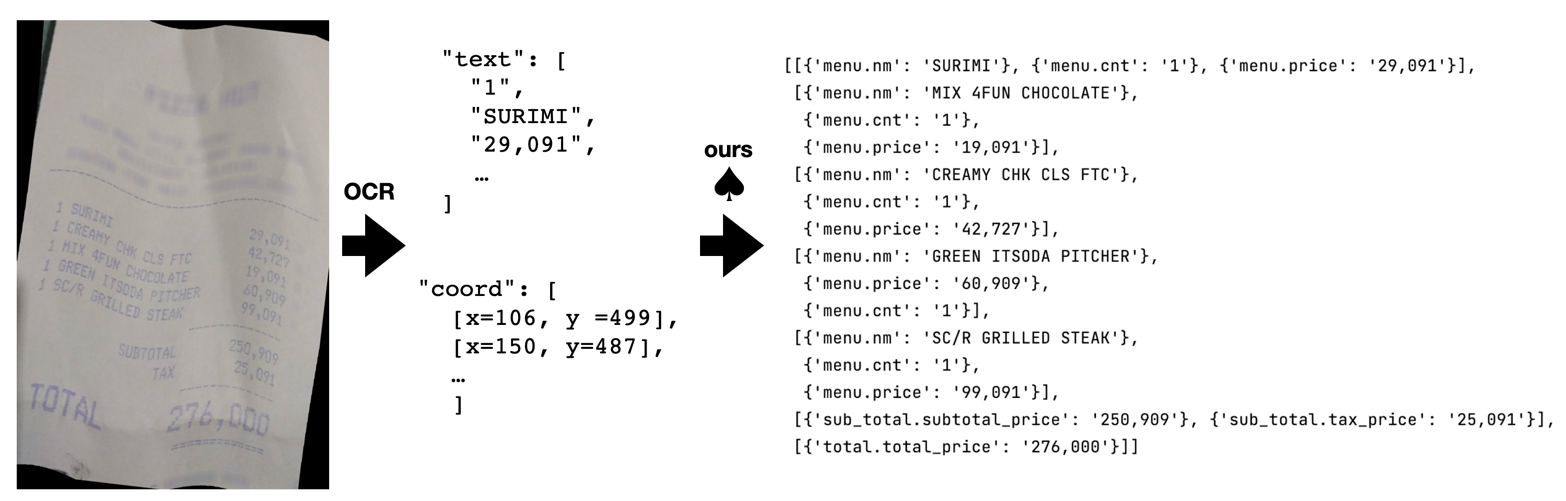 1 SURIMI 29,091
1 CREAMY CHK CLS FTC 42,727
1 MIX 4FUN CHOCOLATE 19,091
1 GREEN ITSODA PITCHER 60,909
1 SC/R GRILLED STEAK 99,091
SUBTOTAL 250,909
TAX 25,091
TOTAL 276,000
OCR
"text": [
"1",
"SURIMI",
"29,091",
…
]
"coord": [
[x=106, y =499],
[x=150, y=487],
…
]
ours
[[{'menu.nm': 'SURIMI'}, {'menu.cnt': '1'}, {'menu.price': '29,091'}],
[{'menu.nm': 'MIX 4FUN CHOCOLATE'},
{'menu.cnt': '1'},
{'menu.price': '19,091'}],
[{'menu.nm': 'CREAMY CHK CLS FTC'},
{'menu.cnt': '1'},
{'menu.price': '42,727'}],
[{'menu.nm': 'GREEN ITSODA PITCHER'},
{'menu.price': '60,909'},
{'menu.cnt': '1'}],
[{'menu.nm': 'SC/R GRILLED STEAK'},
{'menu.cnt': '1'},
{'menu.price': '99,091'}],
[{'sub_total.subtotal_price': '250,909'}, {'sub_total.tax_price': '25,091'}],
[{'total.total_price': '276,000'}]]